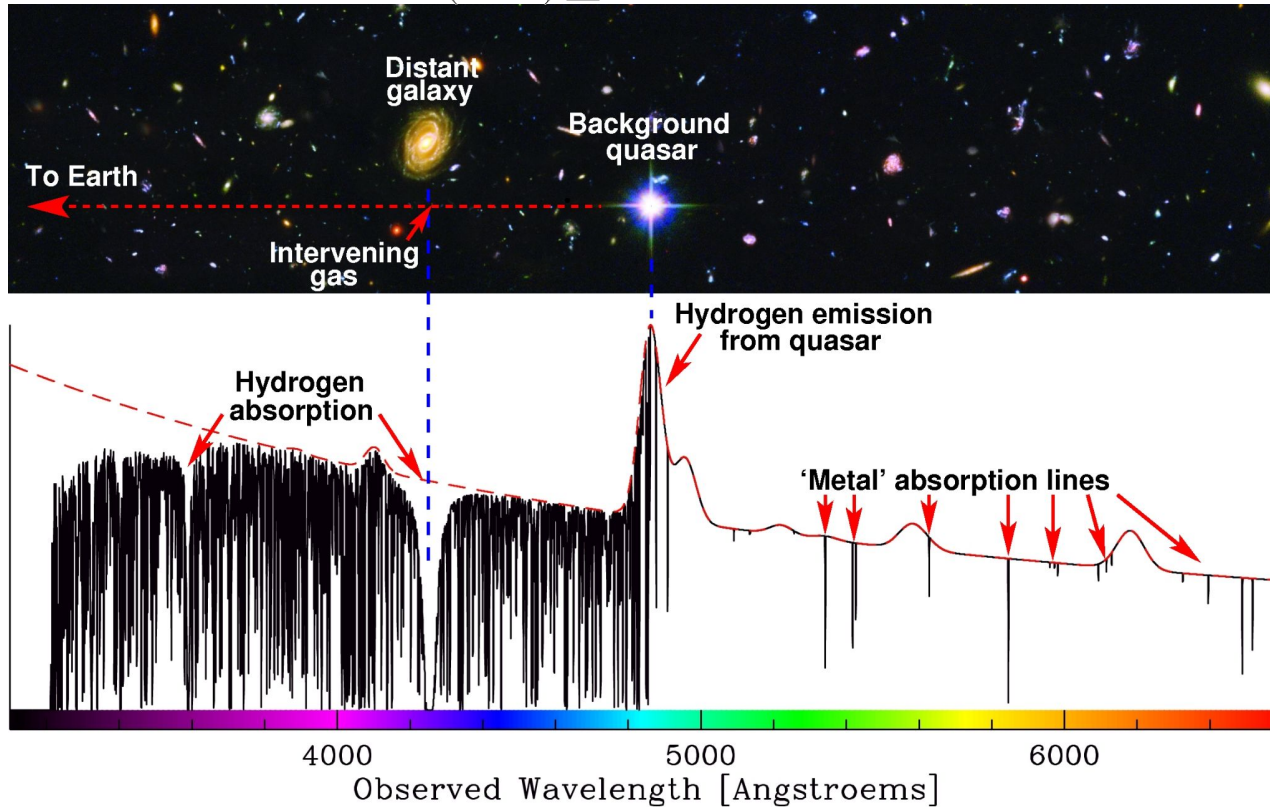 Distant
galaxy
Background
quasar
To Earth
Intervening
gas
Hydrogen emission
from quasar
Hydrogen
absorption
‘Metal’ absorption lines
4000 5000 6000
Observed Wavelength [Angstroems]